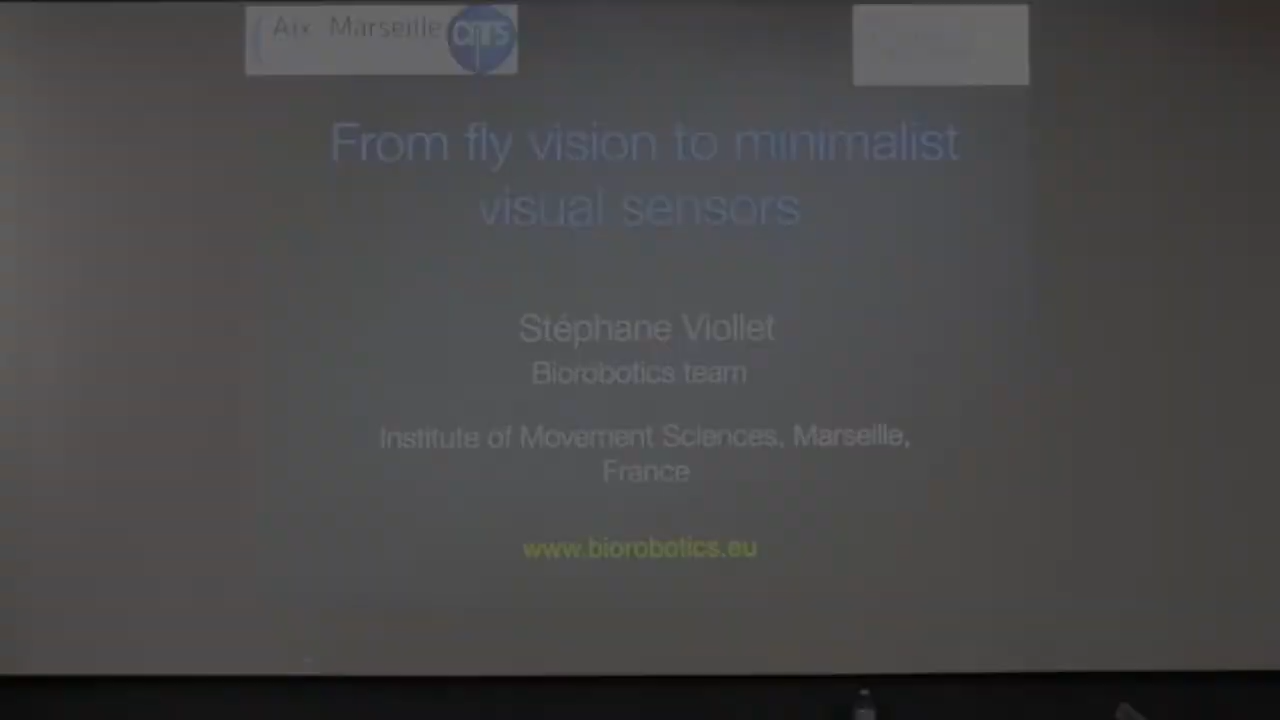 Aix Marseille
From fly vision to minimalist
visual sensors
Stéphane Viollet
Biorobotics team
Institute of Movement Sciences, Marseille,
France
www.biorobotics.eu